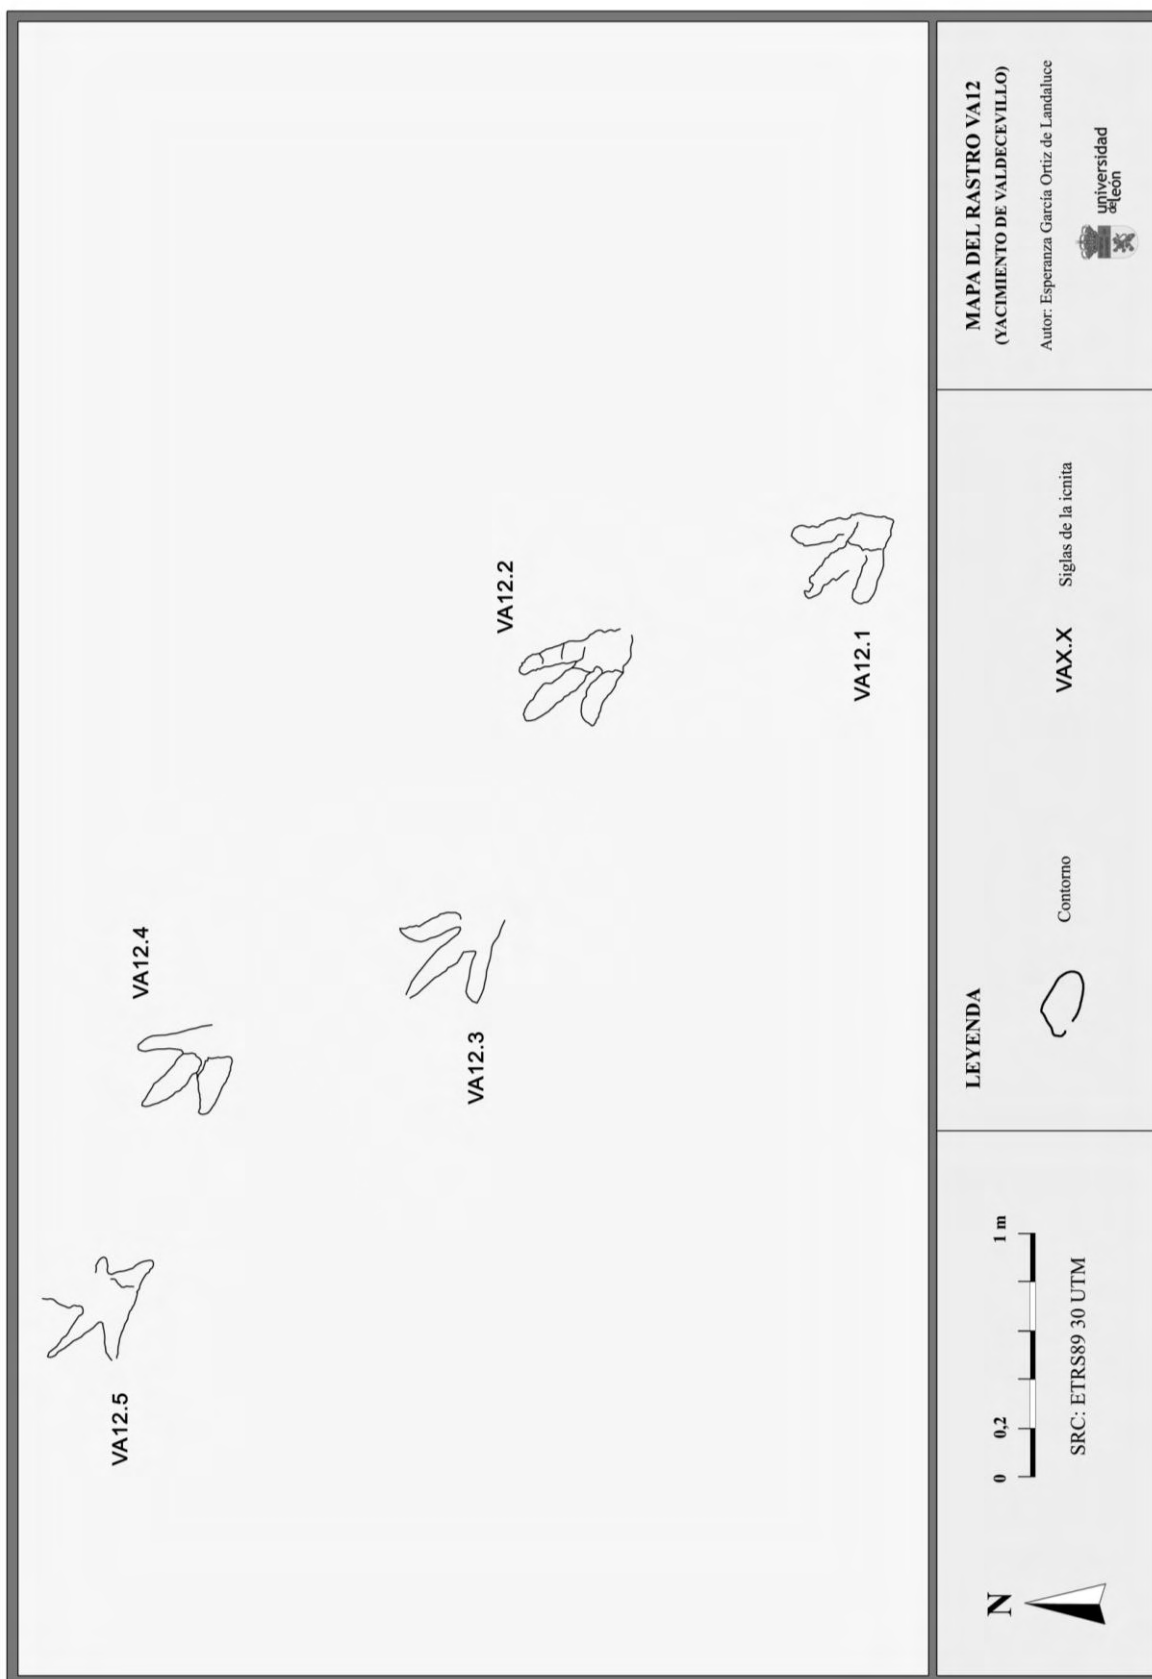 VA12.5
VA12.4
VA12.3
VA12.2
VA12.1
N
0
0,2
1 m
SRC: ETRS89 30 UTM
LEYENDA
Contorno
VAX.X
Siglas de la icnita
MAPA DEL RASTRO VA12
(YACIMIENTO DE VALDECEVILLO)
Autor: Esperanza García Ortiz de Landaluce
universidad
de león